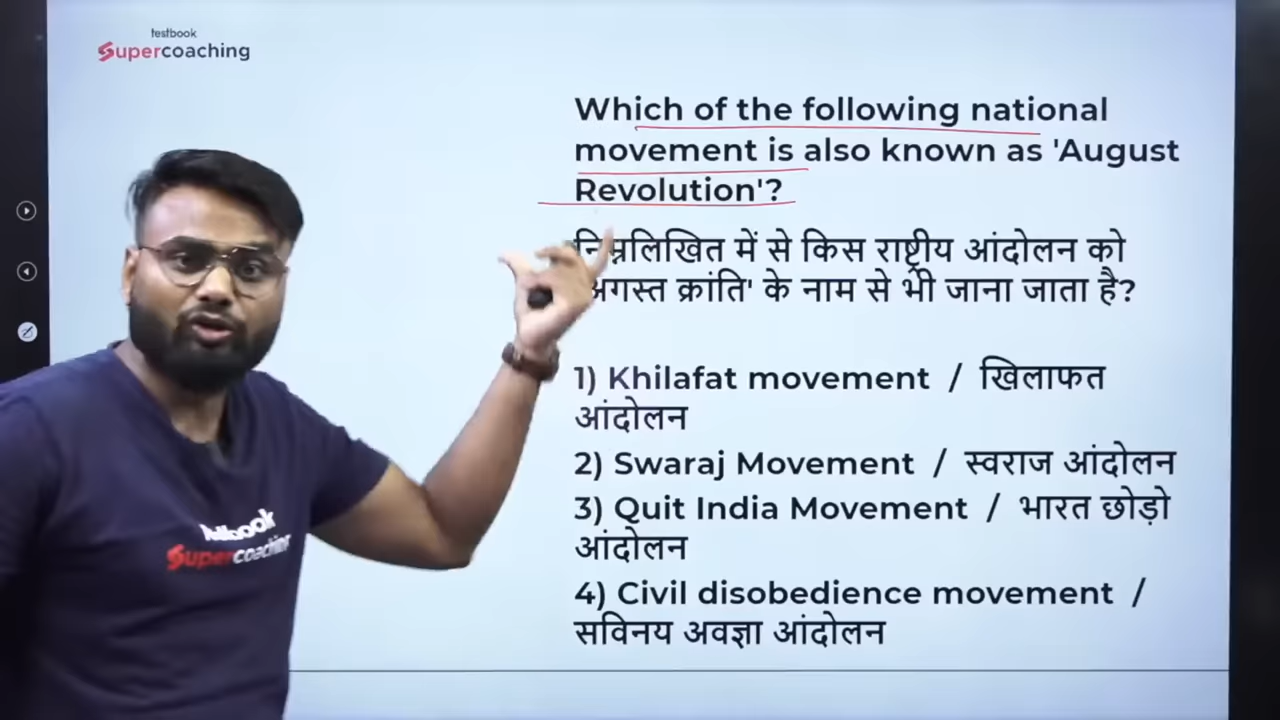 testbook
Supercoaching
Which of the following national
movement is also known as 'August
Revolution'?
निम्नलिखित में से किस राष्ट्रीय आंदोलन को
अगस्त क्रांति' के नाम से भी जाना जाता है?
1) Khilafat movement / खिलाफत
आंदोलन
2) Swaraj Movement / स्वराज आंदोलन
3) Quit India Movement / भारत छोड़ो
आंदोलन
4) Civil disobedience movement /
सविनय अवज्ञा आंदोलन
Supercoaching